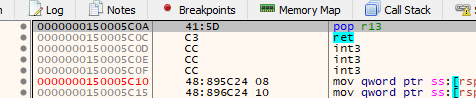 Log Notes Breakpoints Memory Map Call Stack
0000000150005C0A 41:5D pop r13
0000000150005C0C C3 ret
0000000150005C0D CC int3
0000000150005C0E CC int3
0000000150005C0F CC int3
0000000150005C10 48:895C24 08 mov qword ptr ss:[rsp
0000000150005C15 48:896C24 10 mov qword ptr ss:[rsp